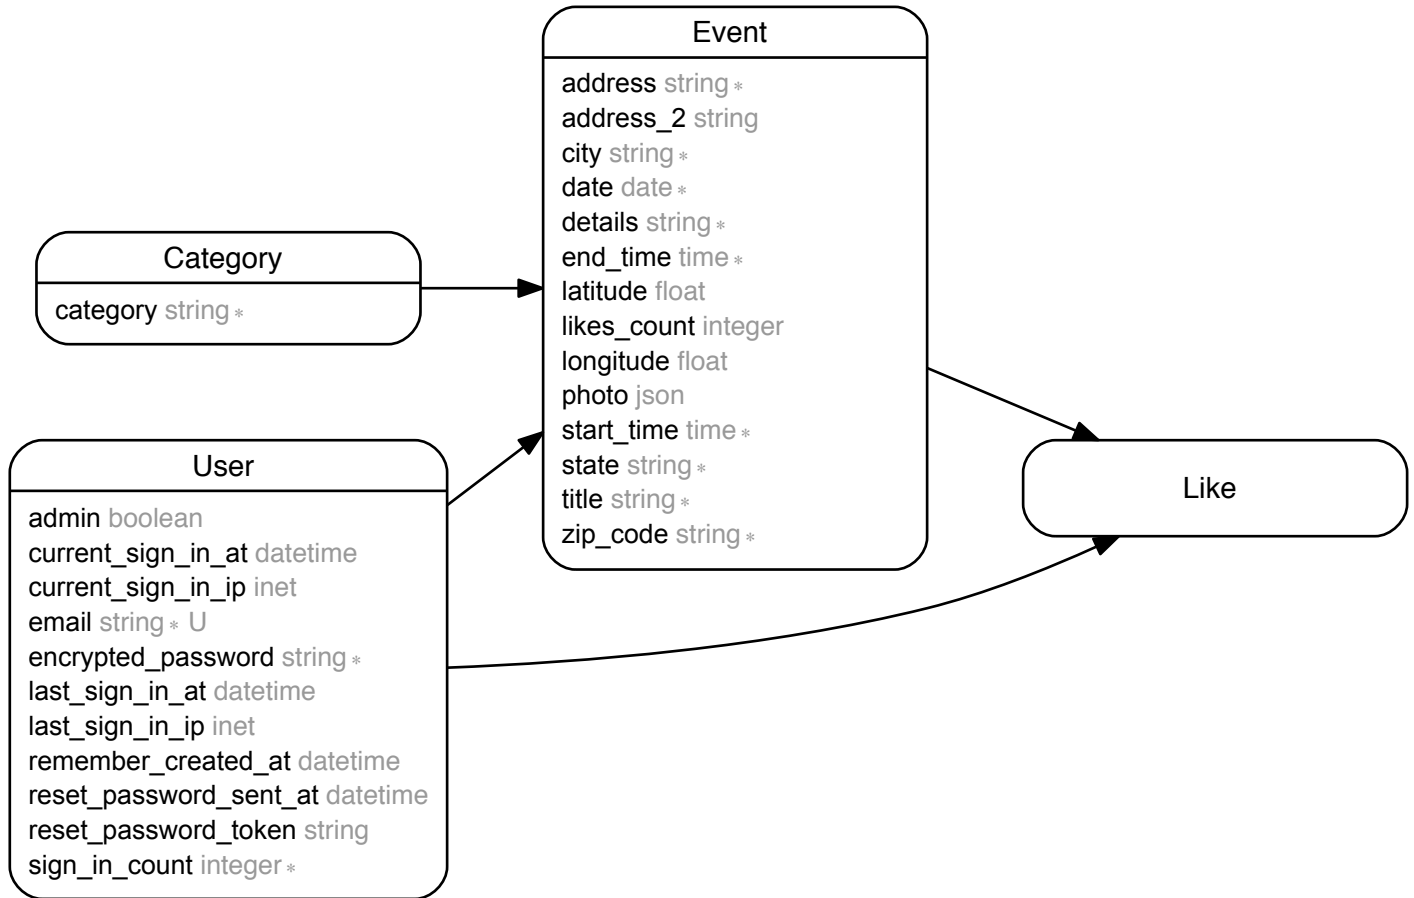 Event
address string *
address_2 string
city string *
date date *
details string *
end_time time *
latitude float
likes_count integer
longitude float
photo json
start_time time *
state string *
title string *
zip_code string *
Category
category string *
User
admin boolean
current_sign_in_at datetime
current_sign_in_ip inet
email string * U
encrypted_password string *
last_sign_in_at datetime
last_sign_in_ip inet
remember_created_at datetime
reset_password_sent_at datetime
reset_password_token string
sign_in_count integer *
Like